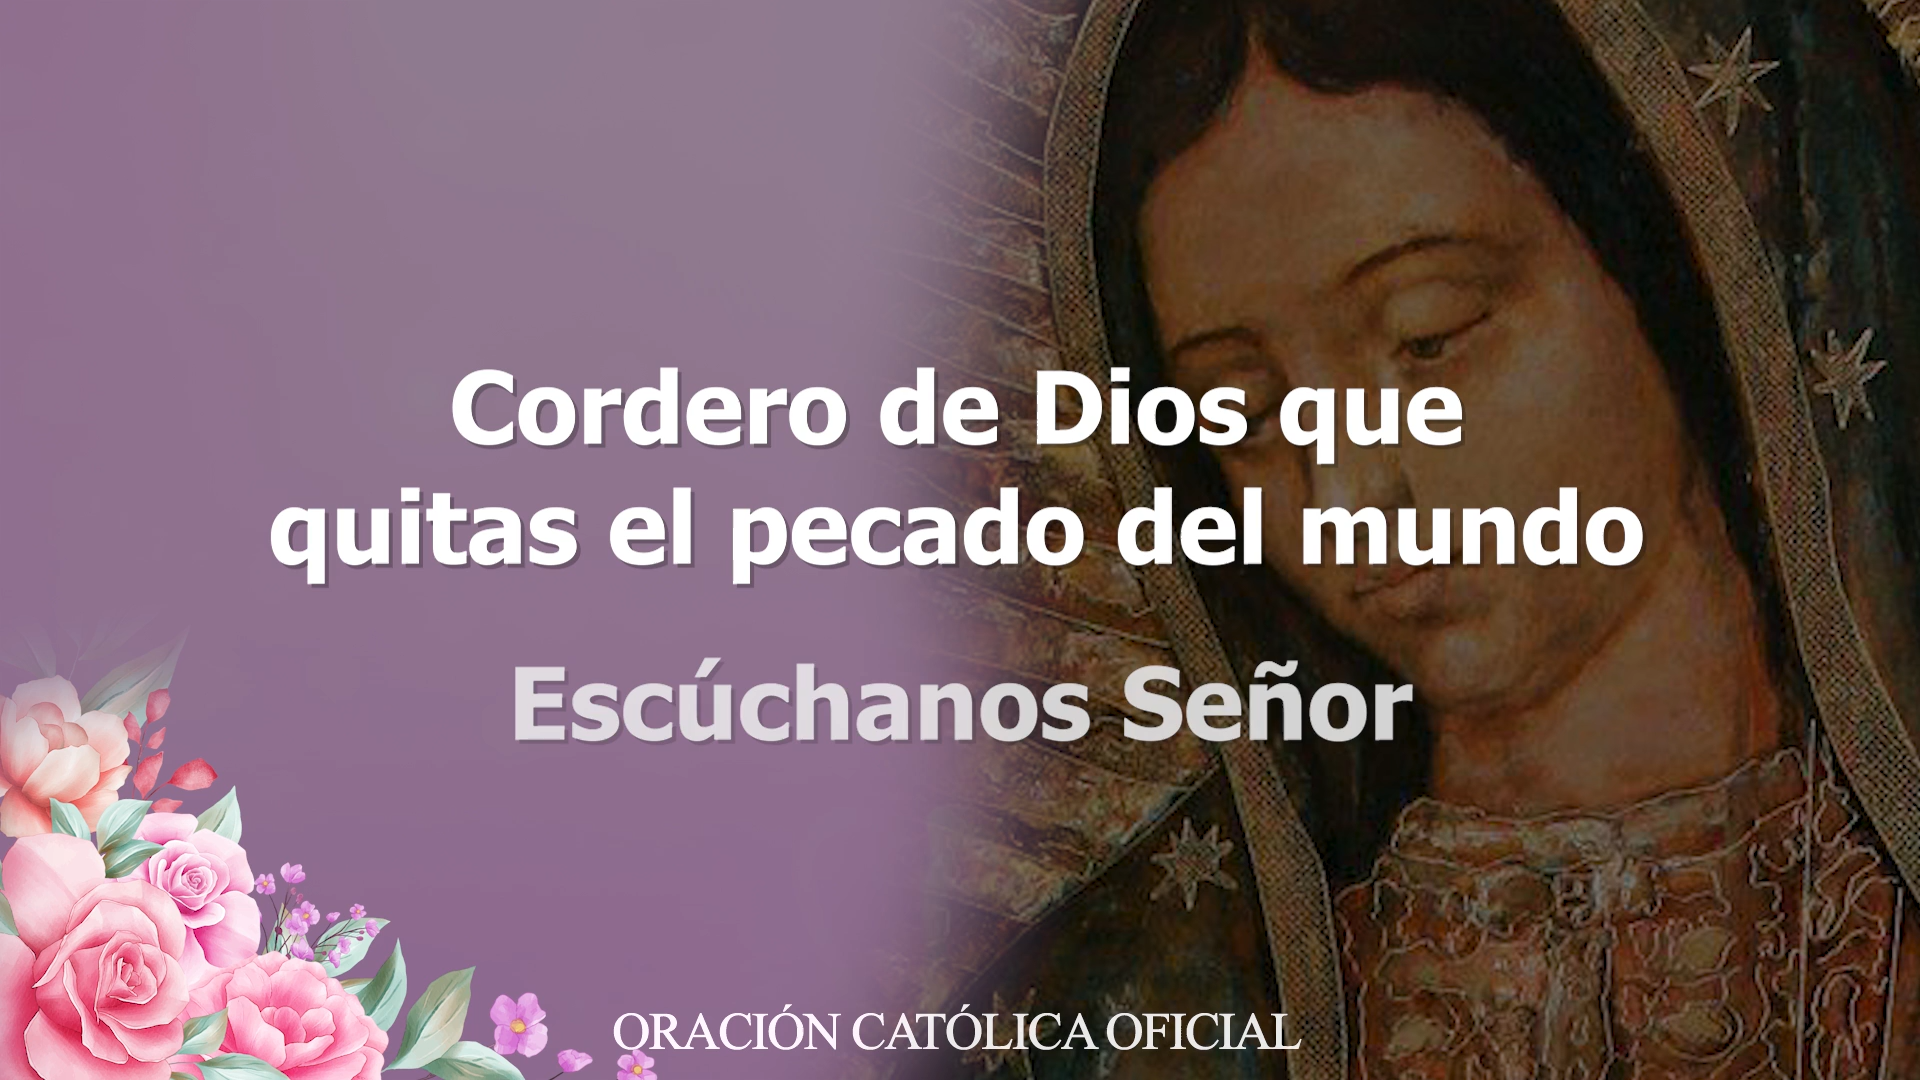 Cordero de Dios que
quitas el pecado del mundo
Escúchanos Señor
ORACIÓN CATÓLICA OFICIAL